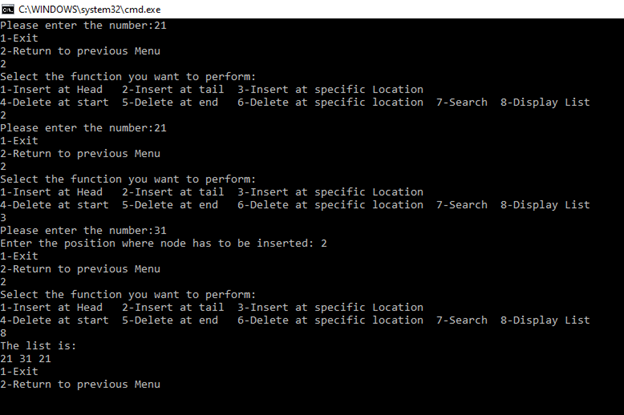 C:\WINDOWS\system32\cmd.exe
Please enter the number:21
1-Exit
2-Return to previous Menu
2
Select the function you want to perform:
1-Insert at Head   2-Insert at tail  3-Insert at specific Location
4-Delete at start  5-Delete at end   6-Delete at specific location  7-Search  8-Display List
2
Please enter the number:21
1-Exit
2-Return to previous Menu
2
Select the function you want to perform:
1-Insert at Head   2-Insert at tail  3-Insert at specific Location
4-Delete at start  5-Delete at end   6-Delete at specific location  7-Search  8-Display List
3
Please enter the number:31
Enter the position where node has to be inserted: 2
1-Exit
2-Return to previous Menu
2
Select the function you want to perform:
1-Insert at Head   2-Insert at tail  3-Insert at specific Location
4-Delete at start  5-Delete at end   6-Delete at specific location  7-Search  8-Display List
8
The list is:
21 31 21
1-Exit
2-Return to previous Menu